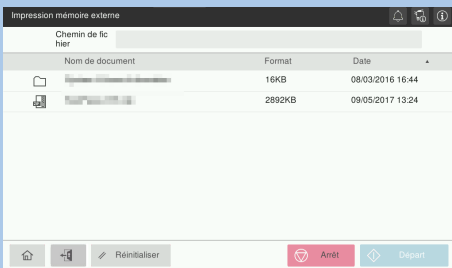 Impression mémoire externe
Chemin de fic
hier
Nom de document Format Date
16KB 08/03/2016 16:44
2892KB 09/05/2017 13:24
Réinitialiser Arrêt Départ